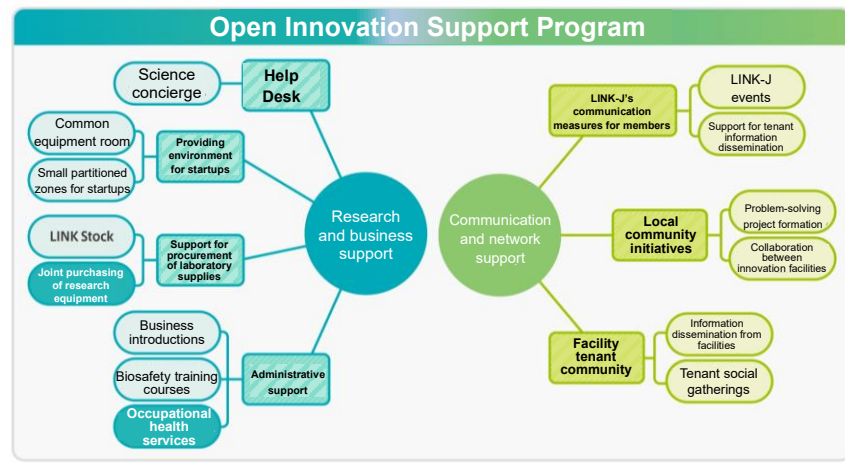 Open Innovation Support Program
Science
concierge
Help
Desk
Common
equipment room
Small partitioned
zones for startups
Providing
environment
for startups
LINK Stock
Joint purchasing
of research
equipment
Support for
procurement
of laboratory
supplies
Business
introductions
Biosafety training
courses
Occupational
health
services
Administrative
support
Research
and business
support
Communication
and network
support
LINK-J's
communication
measures for members
LINK-J
events
Support for tenant
information
dissemination
Local
community
initiatives
Problem-solving
project formation
Collaboration
between
innovation facilities
Facility
tenant
community
Information
dissemination from
facilities
Tenant social
gatherings